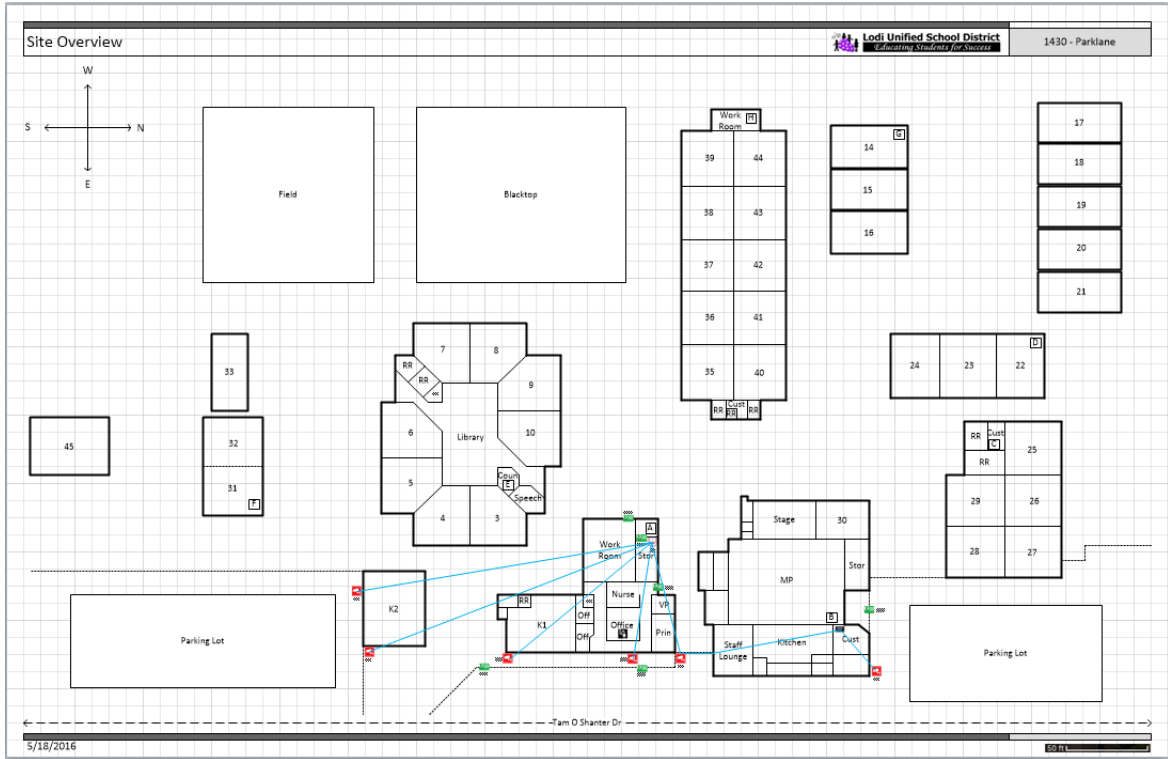 Site Overview
Lodi Unified School District
Educating Students for Success
1430 - Parklane
W
S
N
E
Field
Blacktop
Work
Room
H
39
44
38
43
37
42
36
41
35
40
RR
Cust
RR
RR
14
G
15
16
17
18
19
20
21
24
23
22
D
33
45
32
31
F
7
8
RR
RR
9
6
Library
10
5
Coun
E
Speech
4
3
RR
Cust
C
RR
25
29
26
28
27
A
Work
Room
Stor
Nurse
VP
Office
Prin
RR
K1
Off
Off
K2
Stage
30
MP
Stor
B
Staff
Lounge
Kitchen
Cust
Parking Lot
Parking Lot
Tam O Shanter Dr
5/18/2016
50 ft